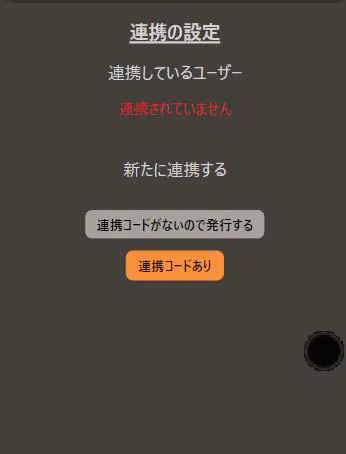 連携の設定
連携しているユーザー
連携されていません
新たに連携する
連携コードがないので発行する
連携コードあり